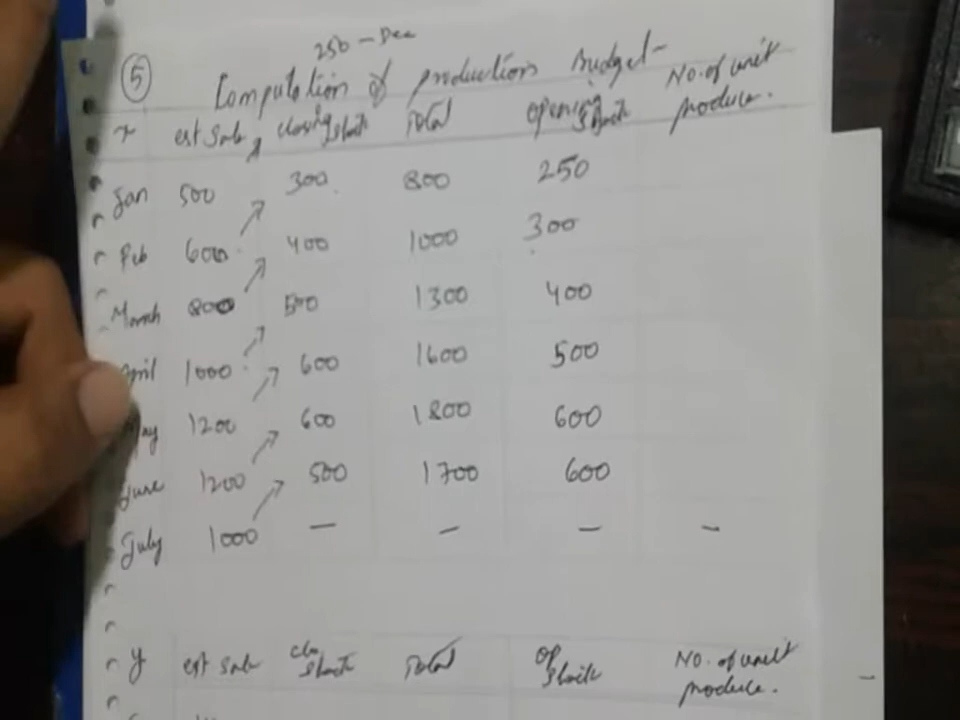 250 - Dec
5 Computation of production budget -
x est sale closing stock Total opening stock No. of unit produce.
Jan 500 300 800 250
Feb 600 400 1000 300
March 800 500 1300 400
April 1000 600 1600 500
May 1200 600 1800 600
June 1200 500 1700 600
July 1000 — — — —
y est sale clo stock Total op stock No. of unit produce.